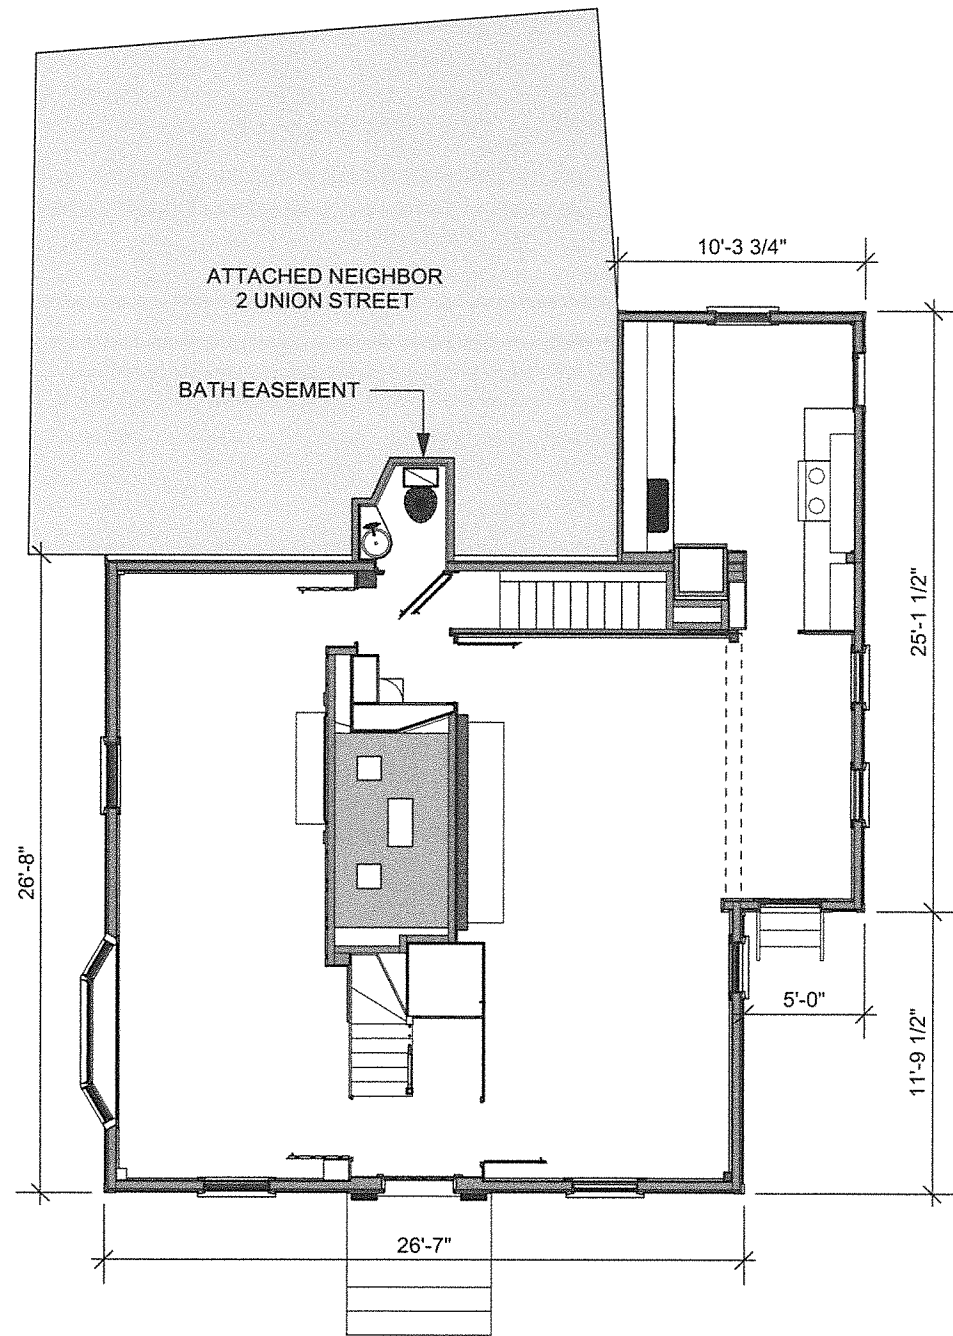 10'-3 3/4"
ATTACHED NEIGHBOR
2 UNION STREET
BATH EASEMENT
25'-1 1/2"
26'-8"
5'-0"
11'-9 1/2"
26'-7"